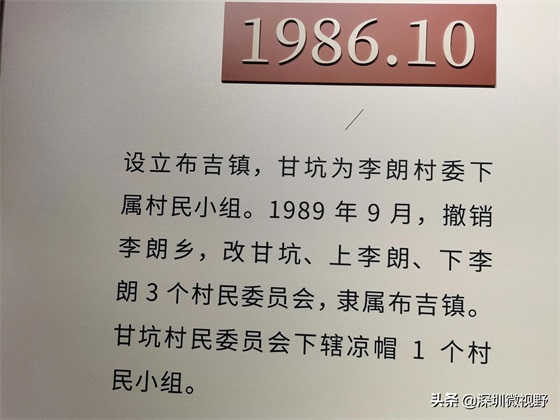 1986.10
设立布吉镇，甘坑为李朗村委下
属村民小组。1989 年 9 月，撤销
李朗乡，改甘坑、上李朗、下李
朗 3 个村民委员会，隶属布吉镇。
甘坑村民委员会下辖凉帽 1 个村
民小组。
头条 @深圳微视野